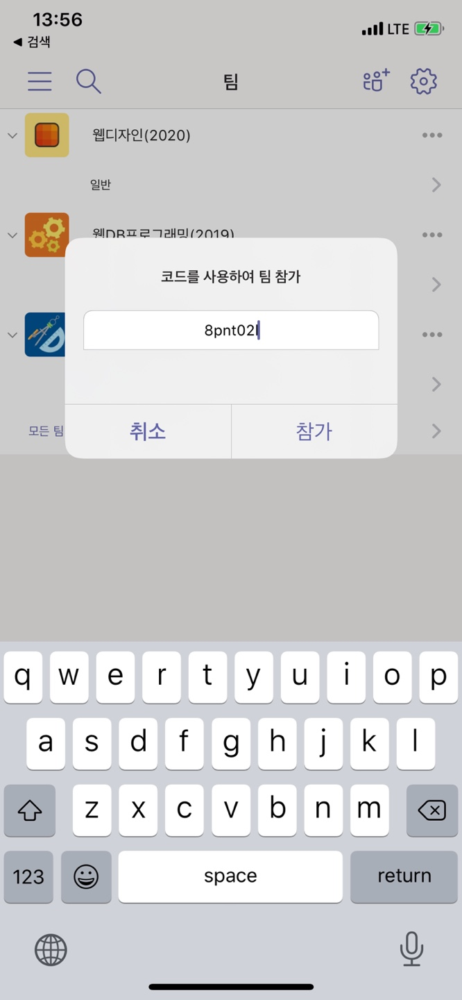 13:56
LTE
◀ 검색
팀
웹디자인(2020)
일반
웹DB프로그래밍(2019)
코드를 사용하여 팀 참가
8pnt02l
모든 팀
취소
참가
q w e r t y u i o p
a s d f g h j k l
z x c v b n m
123
space
return